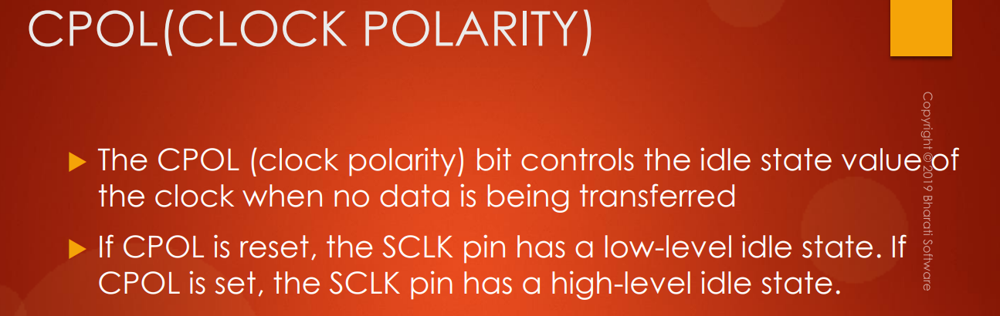 CPOL(CLOCK POLARITY)
The CPOL (clock polarity) bit controls the idle state value of
the clock when no data is being transferred
If CPOL is reset, the SCLK pin has a low-level idle state. If
CPOL is set, the SCLK pin has a high-level idle state.
Copyright © 2019 Bharati Software